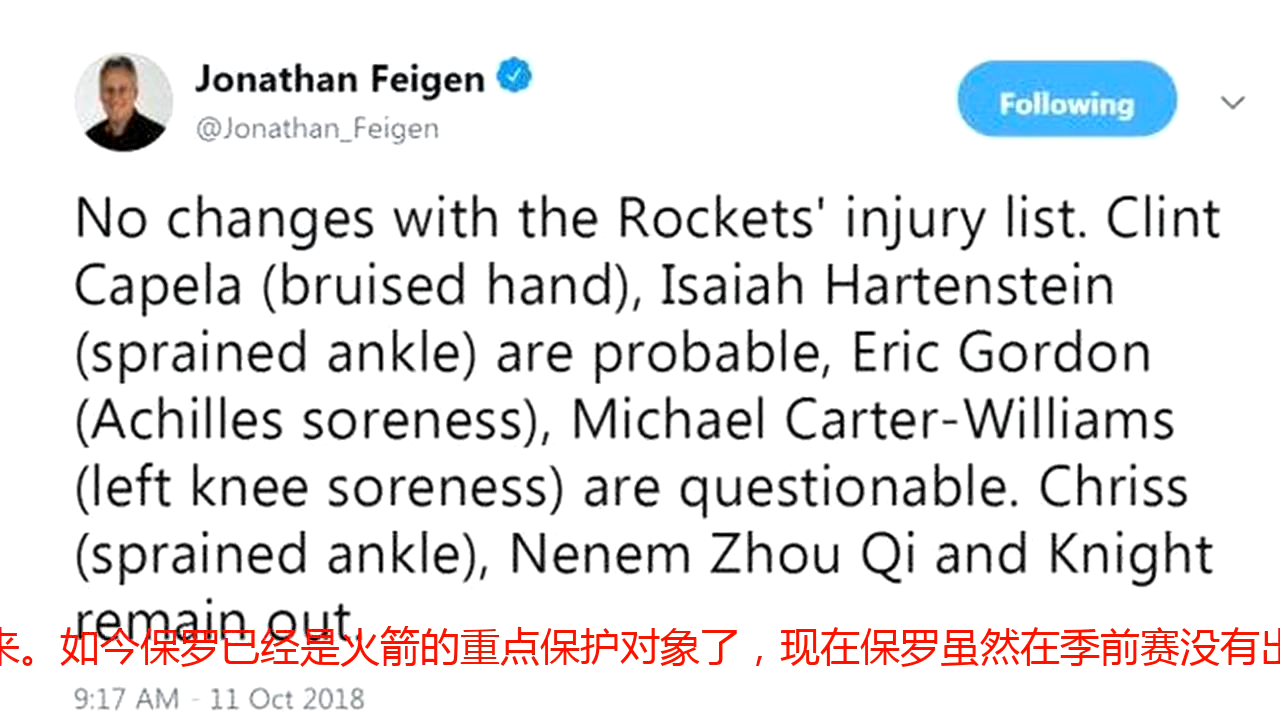 Jonathan Feigen
@Jonathan_Feigen
Following
No changes with the Rockets' injury list. Clint
Capela (bruised hand), Isaiah Hartenstein
(sprained ankle) are probable, Eric Gordon
(Achilles soreness), Michael Carter-Williams
(left knee soreness) are questionable. Chriss
(sprained ankle), Nenem Zhou Qi and Knight
remain out.
来。如今保罗已经是火箭的重点保护对象了，现在保罗虽然在季前赛没有出
9:17 AM - 11 Oct 2018